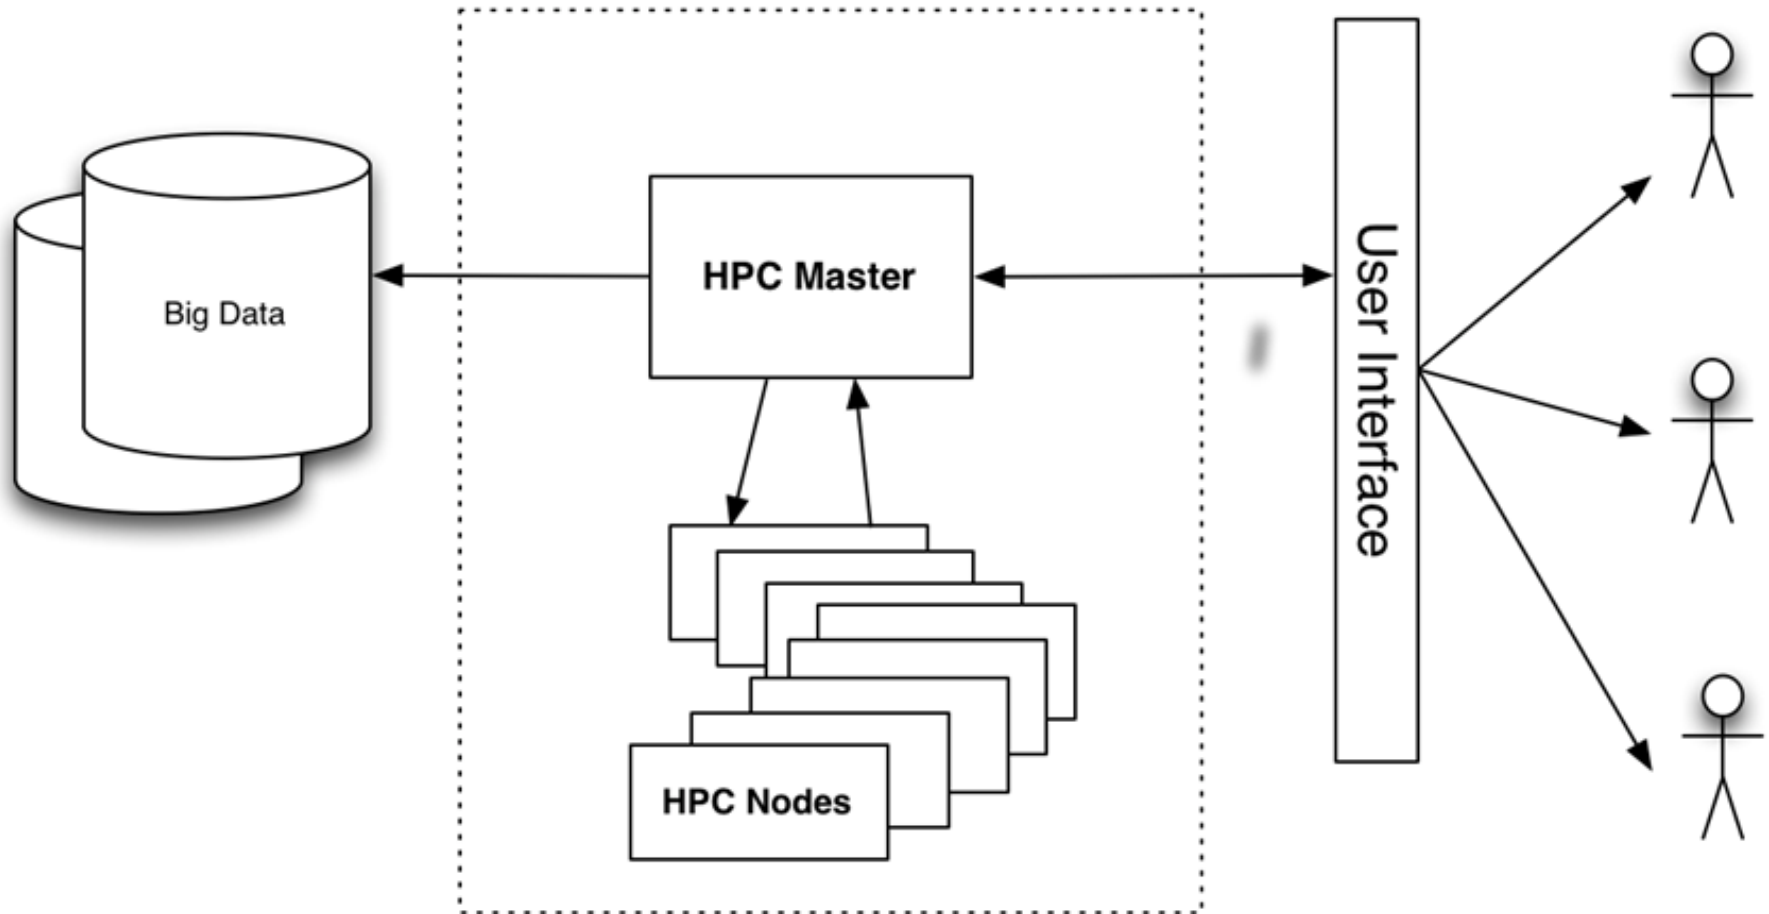 Big Data
HPC Master
HPC Nodes
User Interface